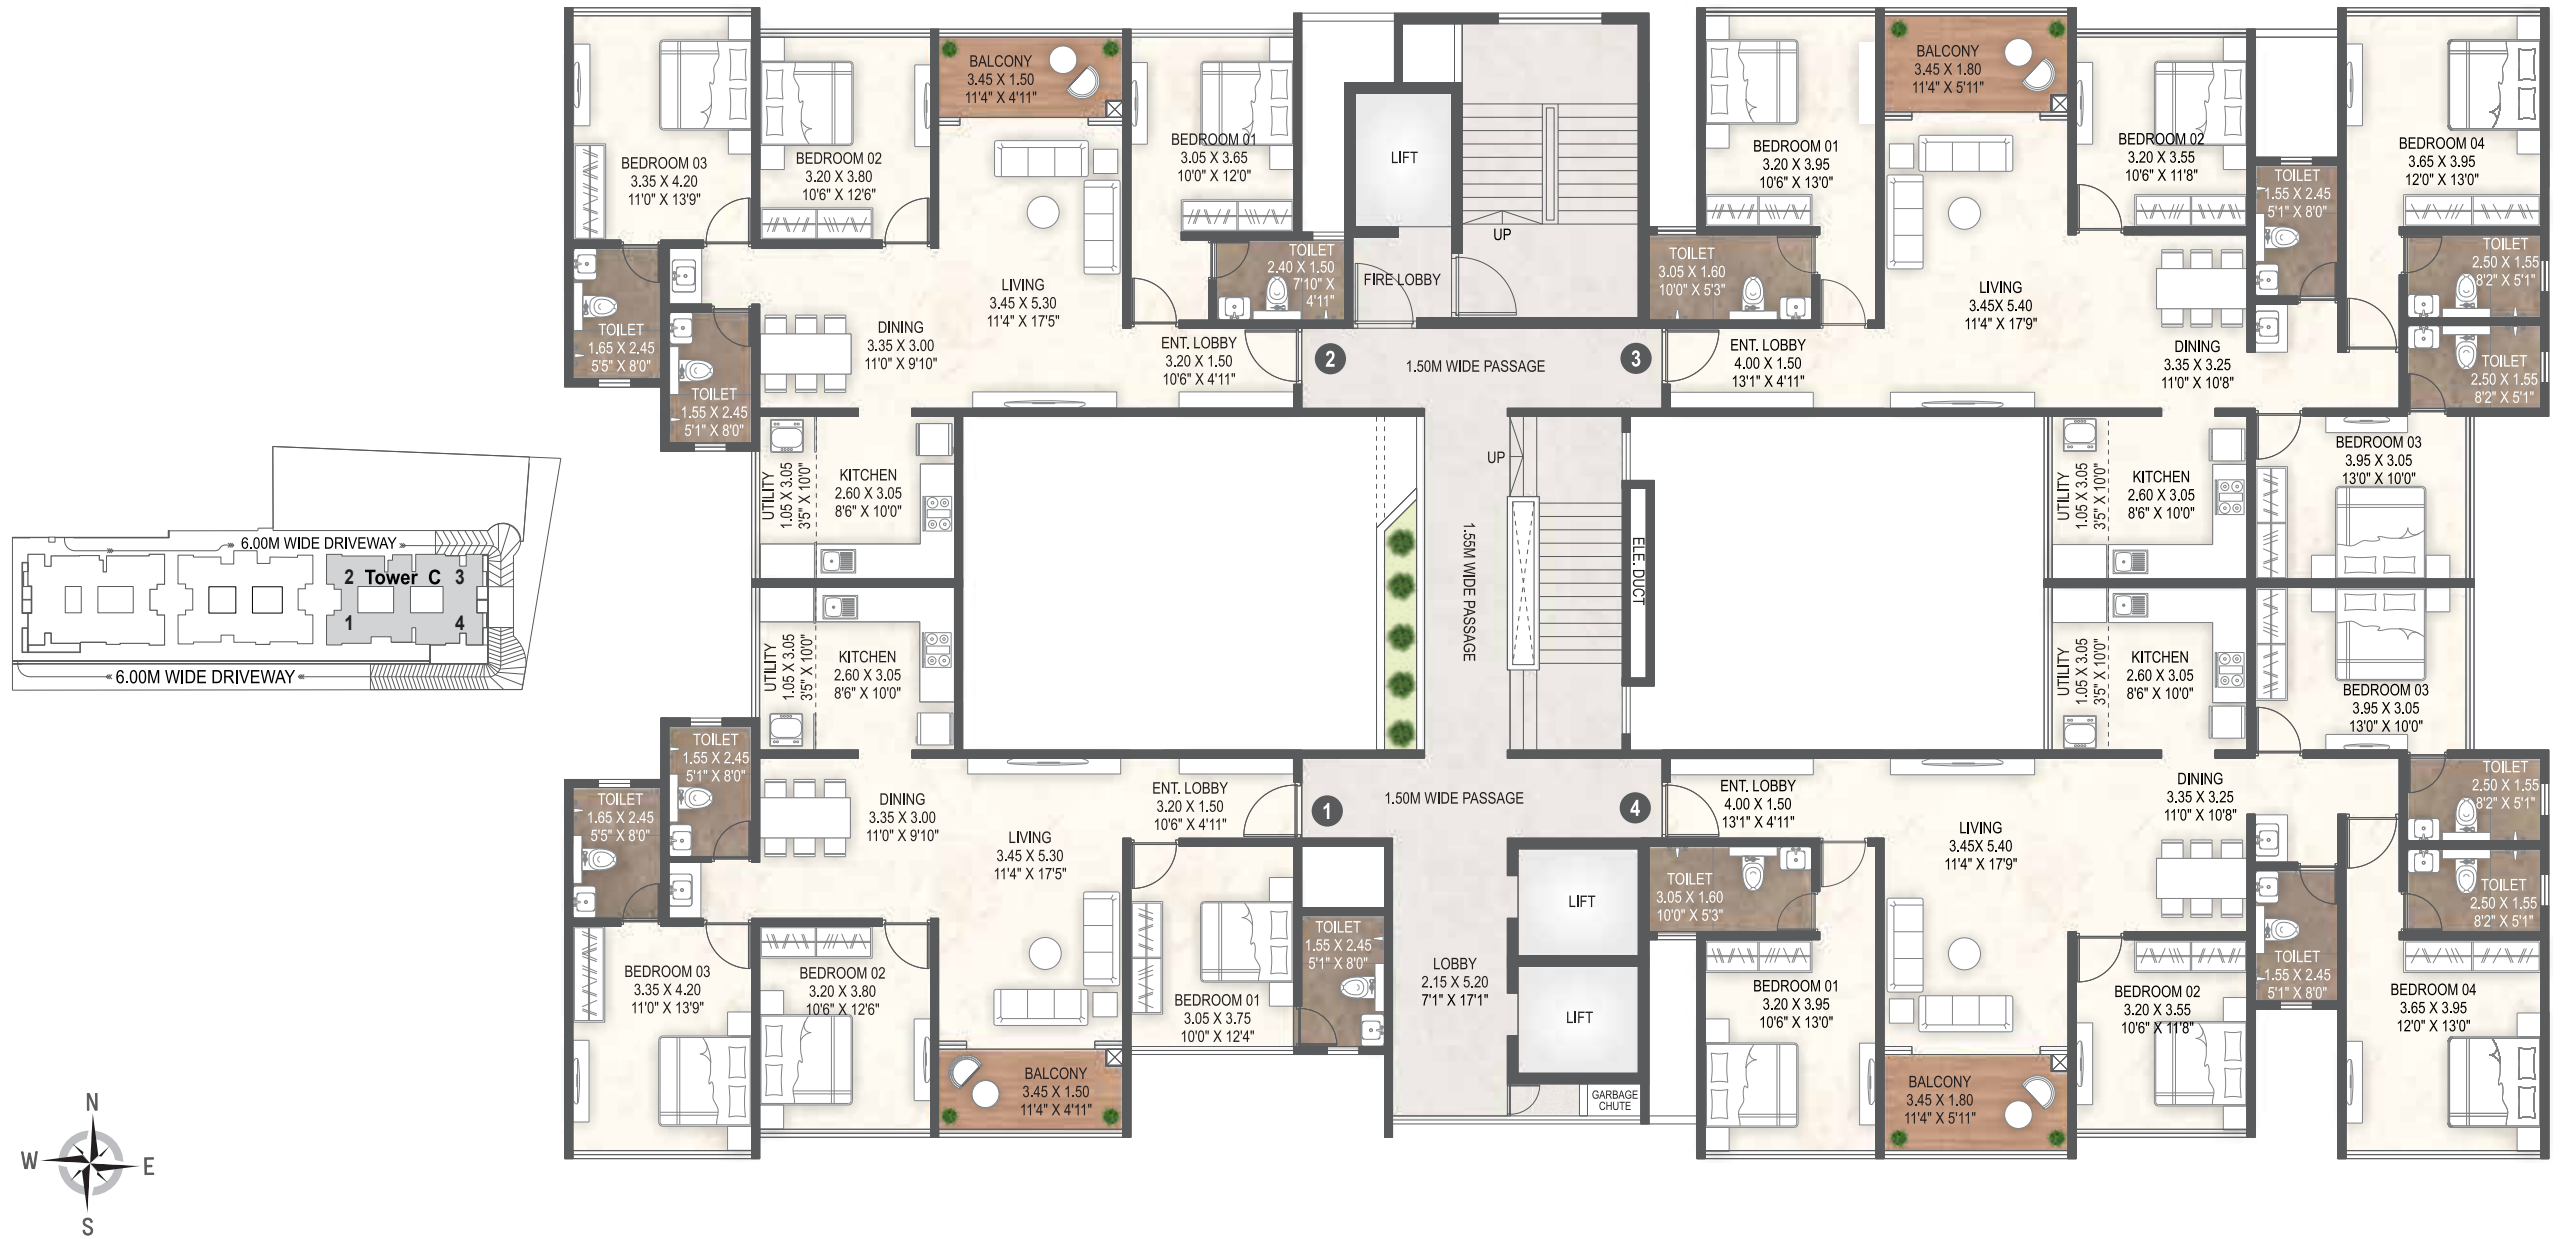 BEDROOM 03
3.35 X 4.20
11'0" X 13'9"
BEDROOM 02
3.20 X 3.80
10'6" X 12'6"
BALCONY
3.45 X 1.50
11'4" X 4'11"
BEDROOM 01
3.05 X 3.65
10'0" X 12'0"
LIFT
UP
FIRE LOBBY
TOILET
2.40 X 1.50
7'10" X
4'11"
TOILET
1.65 X 2.45
5'5" X 8'0"
TOILET
1.55 X 2.45
5'1" X 8'0"
LIVING
3.45 X 5.30
11'4" X 17'5"
DINING
3.35 X 3.00
11'0" X 9'10"
ENT. LOBBY
3.20 X 1.50
10'6" X 4'11"
2
1.50M WIDE PASSAGE
3
BEDROOM 01
3.20 X 3.95
10'6" X 13'0"
BALCONY
3.45 X 1.80
11'4" X 5'11"
BEDROOM 02
3.20 X 3.55
10'6" X 11'8"
TOILET
1.55 X 2.45
5'1" X 8'0"
BEDROOM 04
3.65 X 3.95
12'0" X 13'0"
TOILET
3.05 X 1.60
10'0" X 5'3"
TOILET
2.50 X 1.55
8'2" X 5'1"
TOILET
2.50 X 1.55
8'2" X 5'1"
LIVING
3.45X 5.40
11'4" X 17'9"
ENT. LOBBY
4.00 X 1.50
13'1" X 4'11"
DINING
3.35 X 3.25
11'0" X 10'8"
UTILITY
1.05 X 3.05
3'5" X 10'0"
KITCHEN
2.60 X 3.05
8'6" X 10'0"
UP
1.55M WIDE PASSAGE
ELE. DUCT
UTILITY
1.05 X 3.05
3'5" X 10'0"
KITCHEN
2.60 X 3.05
8'6" X 10'0"
BEDROOM 03
3.95 X 3.05
13'0" X 10'0"
6.00M WIDE DRIVEWAY
2 Tower C 3
1 4
6.00M WIDE DRIVEWAY
UTILITY
1.05 X 3.05
3'5" X 10'0"
KITCHEN
2.60 X 3.05
8'6" X 10'0"
UTILITY
1.05 X 3.05
3'5" X 10'0"
KITCHEN
2.60 X 3.05
8'6" X 10'0"
BEDROOM 03
3.95 X 3.05
13'0" X 10'0"
TOILET
1.55 X 2.45
5'1" X 8'0"
TOILET
1.65 X 2.45
5'5" X 8'0"
DINING
3.35 X 3.00
11'0" X 9'10"
LIVING
3.45 X 5.30
11'4" X 17'5"
ENT. LOBBY
3.20 X 1.50
10'6" X 4'11"
1
1.50M WIDE PASSAGE
4
ENT. LOBBY
4.00 X 1.50
13'1" X 4'11"
LIVING
3.45X 5.40
11'4" X 17'9"
DINING
3.35 X 3.25
11'0" X 10'8"
TOILET
2.50 X 1.55
8'2" X 5'1"
TOILET
2.50 X 1.55
8'2" X 5'1"
BEDROOM 03
3.35 X 4.20
11'0" X 13'9"
BEDROOM 02
3.20 X 3.80
10'6" X 12'6"
BEDROOM 01
3.05 X 3.75
10'0" X 12'4"
TOILET
1.55 X 2.45
5'1" X 8'0"
LOBBY
2.15 X 5.20
7'1" X 17'1"
LIFT
LIFT
TOILET
3.05 X 1.60
10'0" X 5'3"
BEDROOM 01
3.20 X 3.95
10'6" X 13'0"
BEDROOM 02
3.20 X 3.55
10'6" X 11'8"
TOILET
1.55 X 2.45
5'1" X 8'0"
BEDROOM 04
3.65 X 3.95
12'0" X 13'0"
BALCONY
3.45 X 1.50
11'4" X 4'11"
GARBAGE
CHUTE
BALCONY
3.45 X 1.80
11'4" X 5'11"
N
W E
S